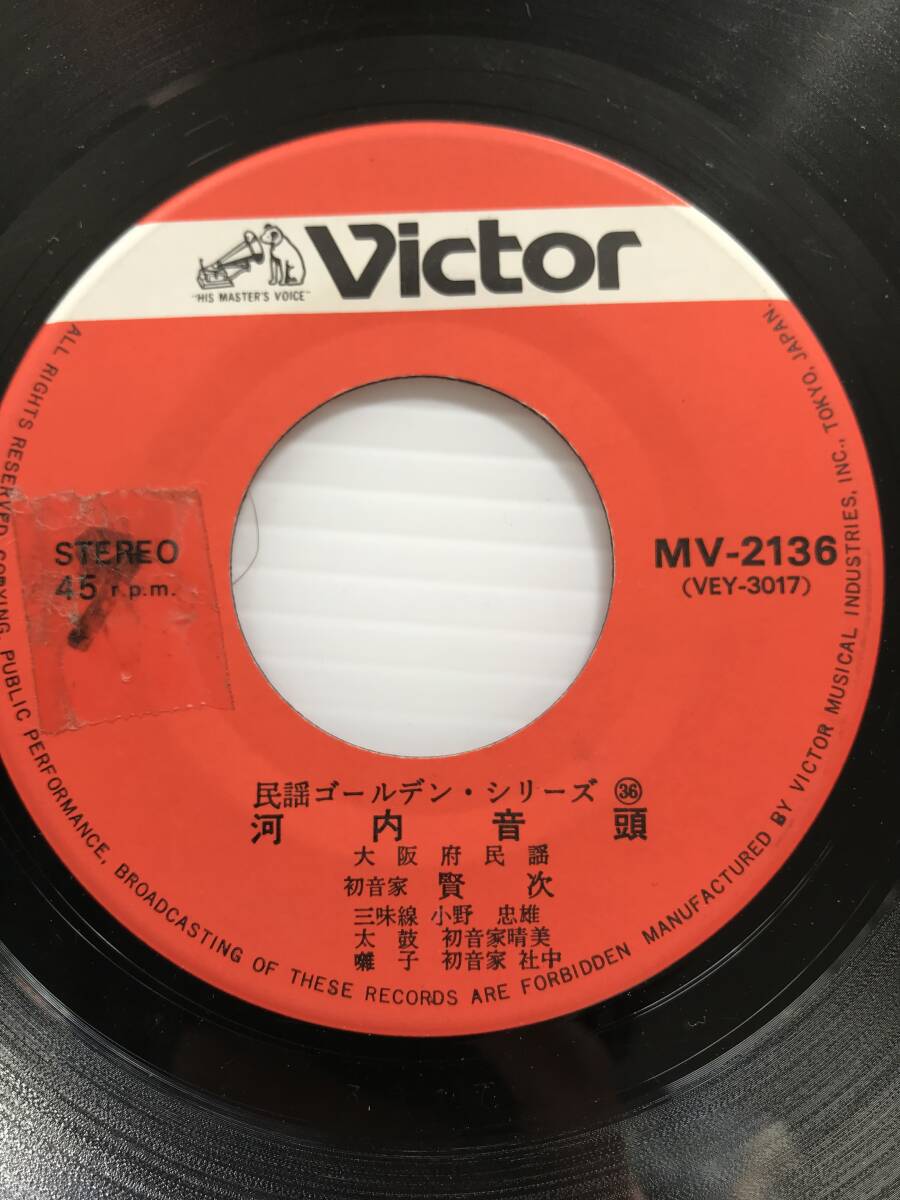 Victor
"HIS MASTER'S VOICE"
STEREO
45 r.p.m.
7
MV-2136
(VEY-3017)
民謡ゴールデン・シリーズ ㊱
河内音頭
大阪府民謡
初音家 賢次
三味線 小野 忠雄
太鼓 初音家晴美
囃子 初音家 社中
ALL RIGHTS RESERVED. COPYING, PUBLIC PERFORMANCE, BROADCASTING OF THESE RECORDS ARE FORBIDDEN MANUFACTURED BY VICTOR MUSICAL INDUSTRIES, INC., TOKYO, JAPAN.